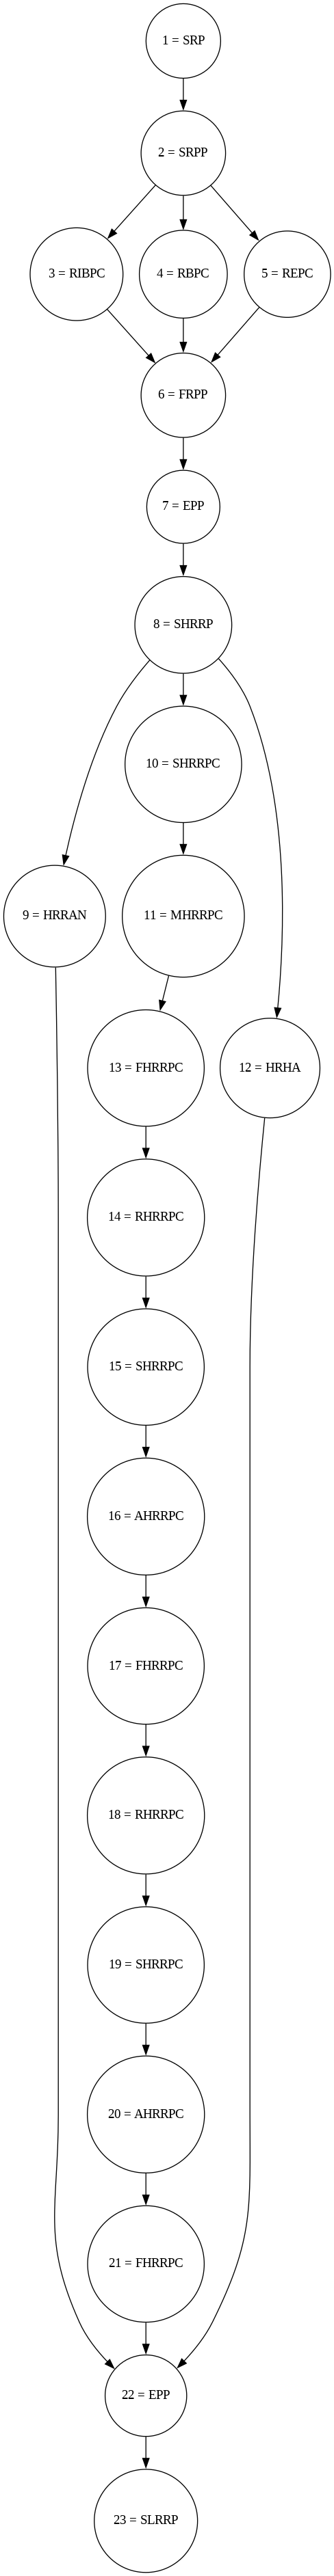 1 = SRP
2 = SRPP
3 = RIBPC
4 = RBPC
5 = REPC
6 = FRPP
7 = EPP
8 = SHRRP
10 = SHRRPC
9 = HRRAN
11 = MHRRPC
13 = FHRRPC
12 = HRHA
14 = RHRRPC
15 = SHRRPC
16 = AHRRPC
17 = FHRRPC
18 = RHRRPC
19 = SHRRPC
20 = AHRRPC
21 = FHRRPC
22 = EPP
23 = SLRRP